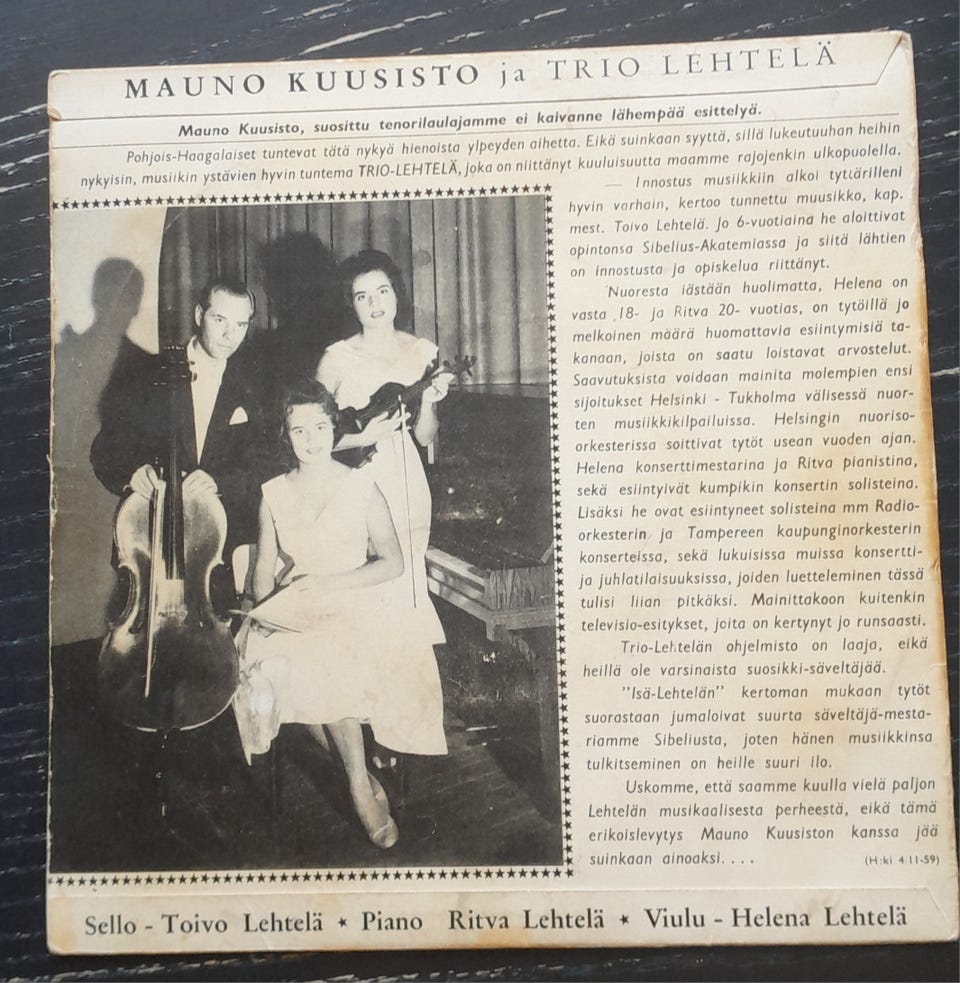 MAUNO KUUSISTO ja TRIO LEHTELÄ
Mauno Kuusisto, suosittu tenorilaulajamme ei kaivanne lähempää esittelyä.
Pohjois-Haagalaiset tuntevat tätä nykyä hienoista ylpeyden aihetta. Eikä suinkaan syyttä, sillä lukeutuuhan heihin
nykyisin, musiikin ystävien hyvin tuntema TRIO-LEHTELÄ, joka on niittänyt kuuluisuutta maamme rajojenkin ulkopuolella.
— Innostus musiikkiin alkoi tyttärilleni
hyvin varhain, kertoo tunnettu muusikko, kap.
mest. Toivo Lehtelä. Jo 6-vuotiaina he aloittivat
opintonsa Sibelius-Akatemiassa ja siitä lähtien
on innostusta ja opiskelua riittänyt.
Nuoresta iästään huolimatta, Helena on
vasta 18- ja Ritva 20- vuotias, on tytöillä jo
melkoinen määrä huomattavia esiintymisiä ta-
kanaan, joista on saatu loistavat arvostelut.
Saavutuksista voidaan mainita molempien ensi
sijoitukset Helsinki - Tukholma välisessä nuor-
ten musiikkikilpailuissa. Helsingin nuoriso-
orkesterissa soittivat tytöt usean vuoden ajan.
Helena konserttimestarina ja Ritva pianistina,
sekä esiintyivät kumpikin konsertin solisteina.
Lisäksi he ovat esiintyneet solisteina mm Radio-
orkesterin ja Tampereen kaupunginorkesterin
konserteissa, sekä lukuisissa muissa konsertti-
ja juhlatilaisuuksissa, joiden luetteleminen tässä
tulisi liian pitkäksi. Mainittakoon kuitenkin
televisio-esitykset, joita on kertynyt jo runsaasti.
Trio-Lehtelän ohjelmisto on laaja, eikä
heillä ole varsinaista suosikki-säveltäjää.
"Isä-Lehtelän" kertoman mukaan tytöt
suorastaan jumaloivat suurta säveltäjä-mesta-
riamme Sibeliusta, joten hänen musiikkinsa
tulkitseminen on heille suuri ilo.
Uskomme, että saamme kuulla vielä paljon
Lehtelän musikaalisesta perheestä, eikä tämä
erikoislevytys Mauno Kuusiston kanssa jää
suinkaan ainoaksi.... (H:ki 4-11-59)
Sello - Toivo Lehtelä ★ Piano Ritva Lehtelä ★ Viulu - Helena Lehtelä